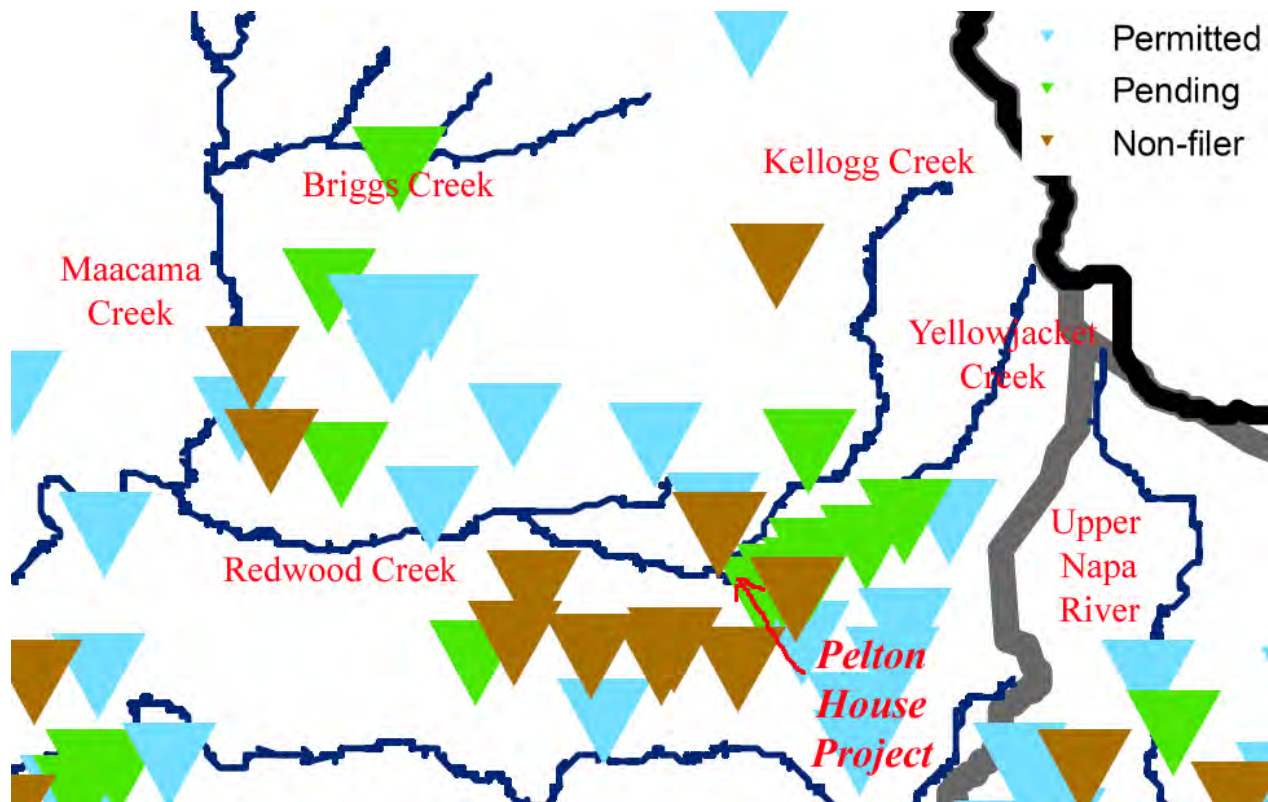 Permitted
Pending
Non-filer
Kellogg Creek
Briggs Creek
Maacama
Creek
Yellowjacket
Creek
Upper
Napa
River
Redwood Creek
Pelton
House
Project